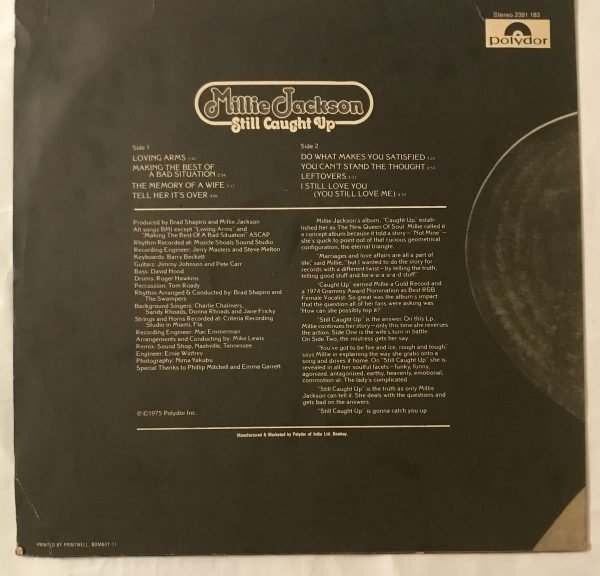 Stereo 2391 183
polydor
Millie Jackson
Still Caught Up
Side 1
LOVING ARMS
MAKING THE BEST OF
A BAD SITUATION
THE MEMORY OF A WIFE
TELL HER IT'S OVER
Side 2
DO WHAT MAKES YOU SATISFIED
YOU CAN'T STAND THE THOUGHT
LEFTOVERS
I STILL LOVE YOU
(YOU STILL LOVE ME)
Produced by Brad Shapiro and Millie Jackson
All songs BMI except "Loving Arms" and
"Making The Best Of A Bad Situation" ASCAP
Rhythm Recorded at: Muscle Shoals Sound Studio
Recording Engineer: Jerry Masters and Steve Melton
Keyboards: Barry Beckett
Guitars: Jimmy Johnson and Pete Carr
Bass: David Hood
Drums: Roger Hawkins
Percussion: Tom Roady
Rhythm Arranged & Conducted by: Brad Shapiro and
The Swampers
Background Singers: Charlie Chalmers,
Sandy Rhoads, Donna Rhoads and Jane Fricky
Strings and Horns Recorded at: Criteria Recording
Studio in Miami, Fla.
Recording Engineer: Mac Emmerman
Arrangements and Conducting by: Mike Lewis
Remix: Sound Shop, Nashville, Tennessee
Engineer: Ernie Winfrey
Photography: Nima Yakubu
Special Thanks to Phillip Mitchell and Emma Garrett
℗©1975 Polydor Inc.
Millie Jackson's album, "Caught Up," estab-
lished her as The New Queen Of Soul. Millie called it
a concept album because it told a story – "Not Mine –
she's quick to point out of that curious geometrical
configuration, the eternal triangle.
"Marriages and love affairs are all a part of
life," said Millie, "but I wanted to do the story for
records with a different twist – by telling the truth,
telling good stuff and ba-a-a-a-a-d stuff."
"Caught Up" earned Millie a Gold Record and
a 1974 Grammy Award Nomination as Best R&B
Female Vocalist. So great was the album's impact
that the question all of her fans were asking was
"How can she possibly top it?"
"Still Caught Up" is the answer. On this Lp,
Millie continues her story – only this time she reverses
the action. Side One is the wife's turn in battle.
On Side Two, the mistress gets her say.
"You've got to be fire and ice, rough and tough,"
says Millie in explaining the way she grabs onto a
song and drives it home. On "Still Caught Up" she is
revealed in all her soulful facets – funky, funny,
agonized, antagonized, earthy, heavenly, emotional,
commotion-al. The lady's complicated.
"Still Caught Up" is the truth as only Millie
Jackson can tell it. She deals with the questions and
gets bad on the answers.
"Still Caught Up" is gonna catch you up.
Manufactured & Marketed by Polydor of India Ltd. Bombay.
PRINTED BY PRINTWELL, BOMBAY 11